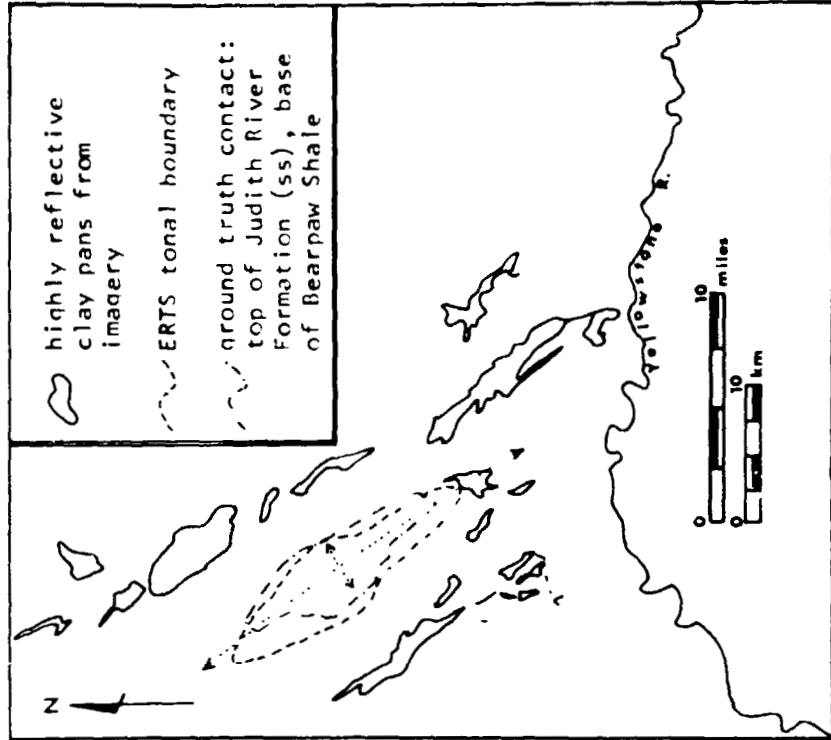 highly reflective
clay pans from
imagery
ERTS tonal boundary
ground truth contact:
top of Judith River
Formation (ss), base
of Bearpaw Shale
N
Yellowstone R.
0 10
miles
0 10
km